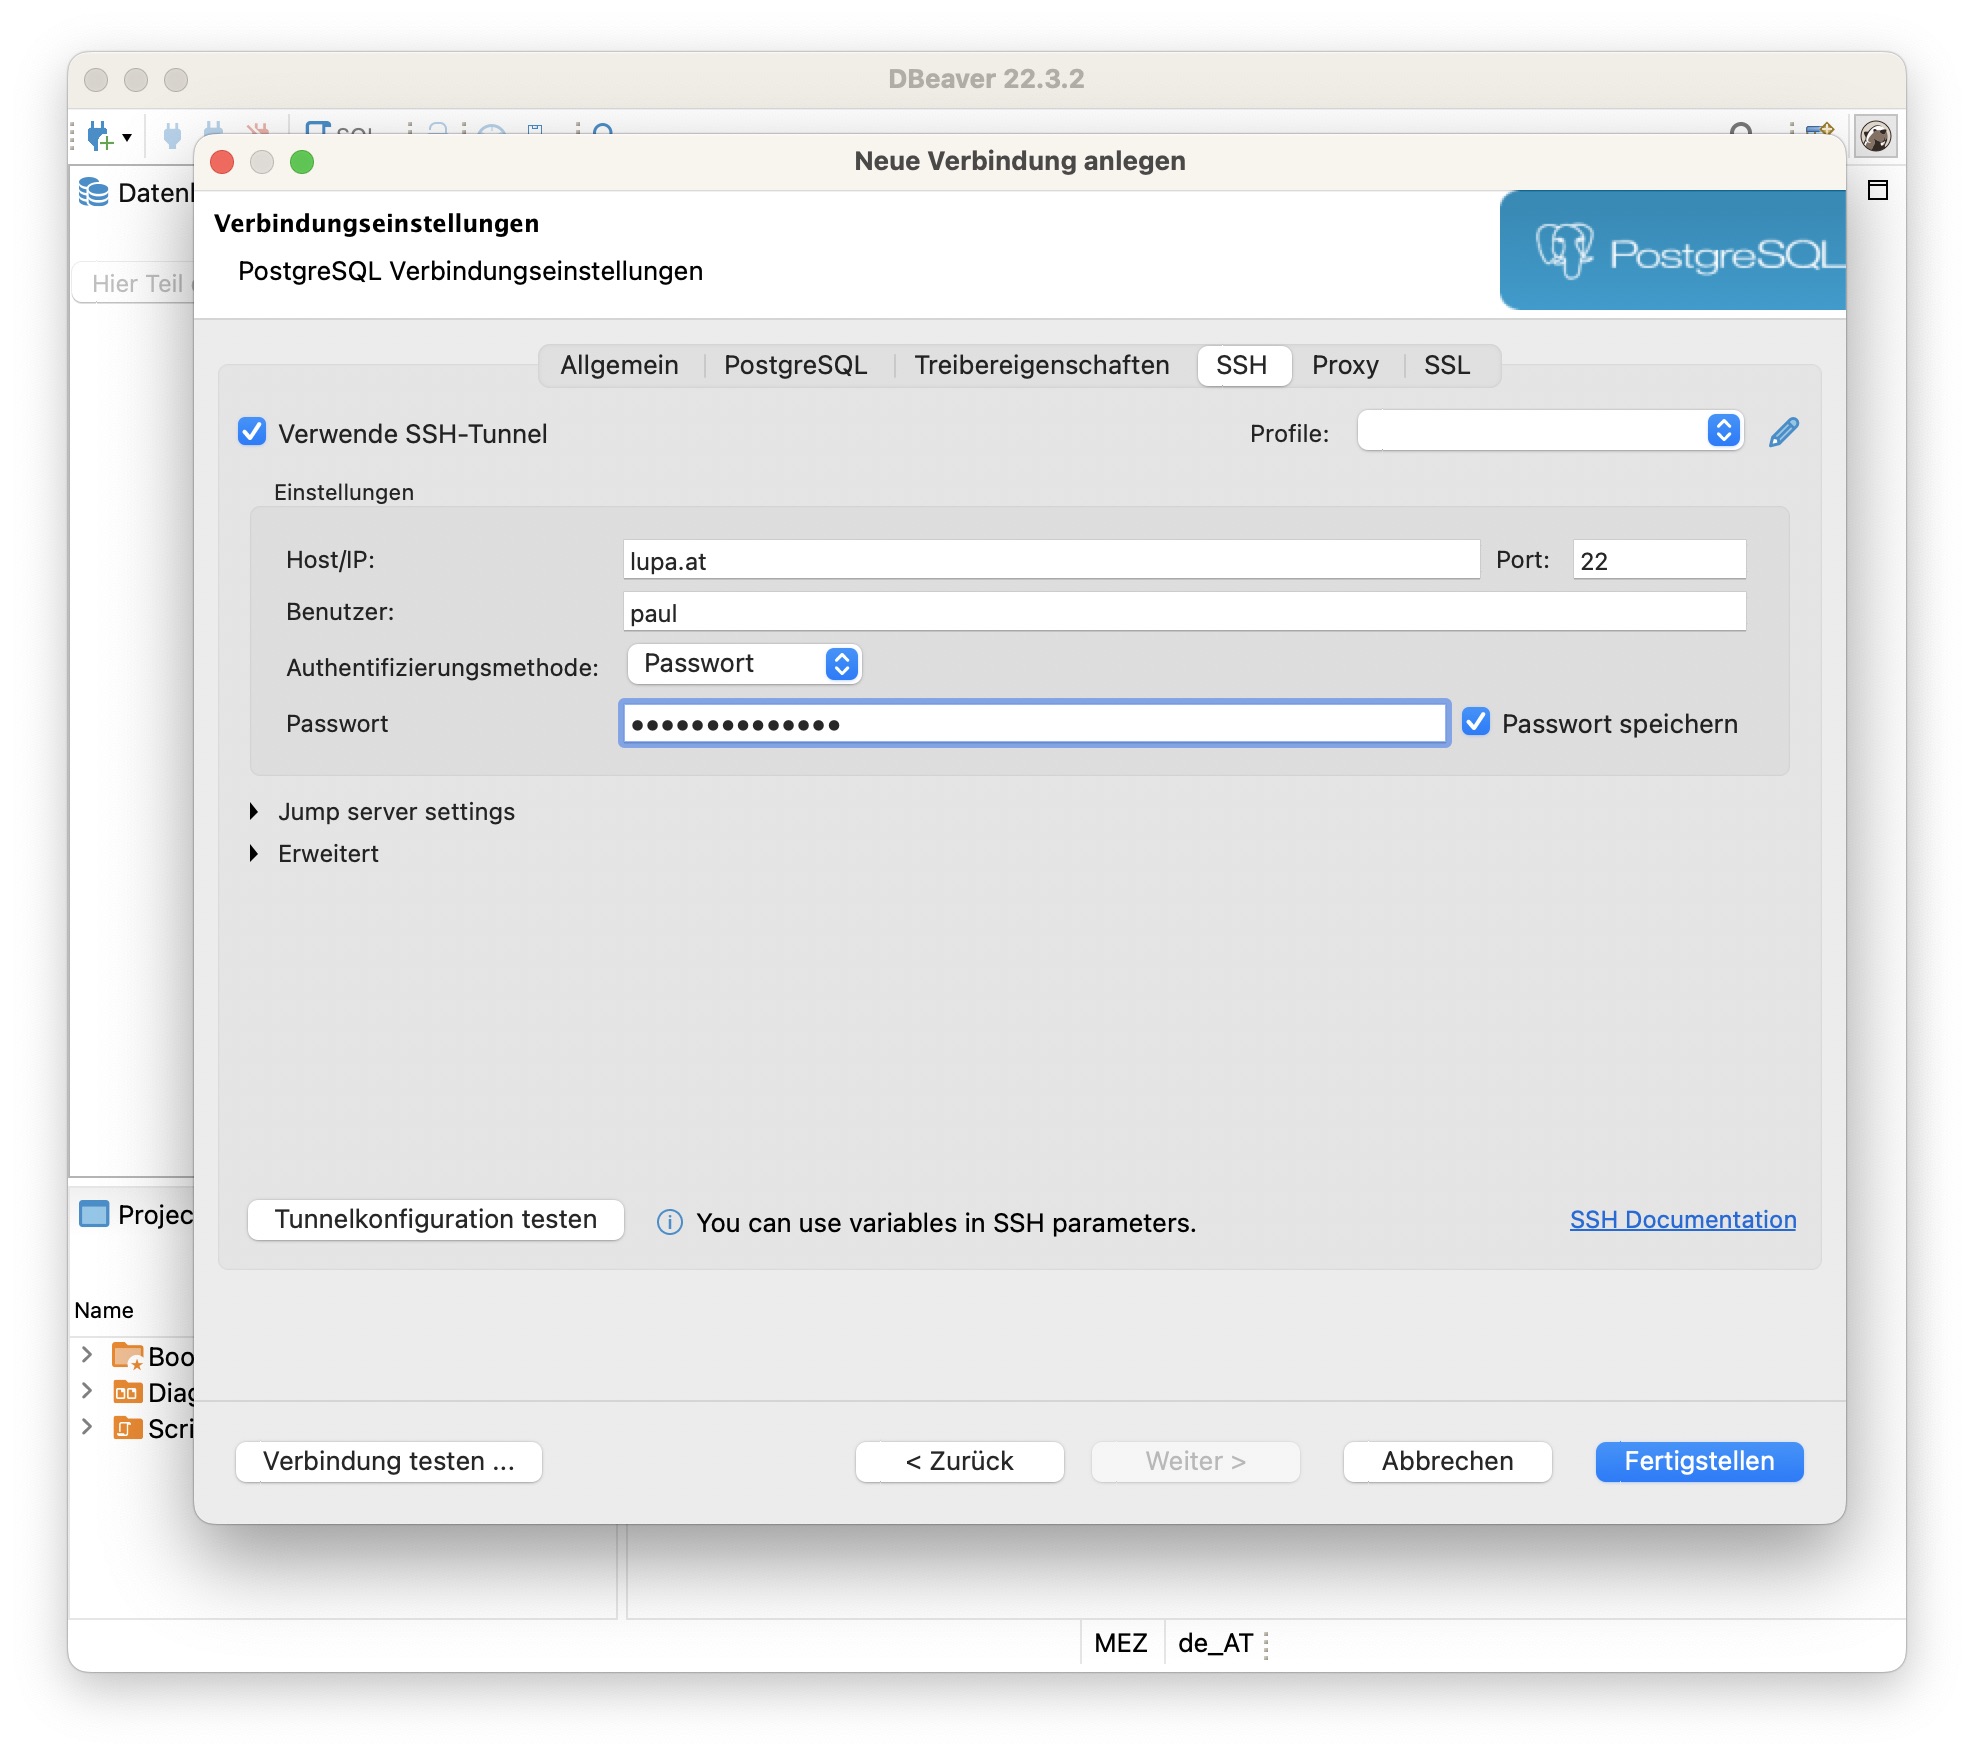 DBeaver 22.3.2
Neue Verbindung anlegen
Verbindungseinstellungen
PostgreSQL Verbindungseinstellungen
PostgreSQL
Hier Teil
Allgemein PostgreSQL Treibereigenschaften SSH Proxy SSL
Verwende SSH-Tunnel Profile:
Einstellungen
Host/IP: lupa.at Port: 22
Benutzer: paul
Authentifizierungsmethode: Passwort
Passwort ●●●●●●●●●●●●●● Passwort speichern
Jump server settings
Erweitert
Tunnelkonfiguration testen You can use variables in SSH parameters. SSH Documentation
Projec
Name
Boo
Diag
Scri
Verbindung testen ... < Zurück Weiter > Abbrechen Fertigstellen
MEZ de_AT